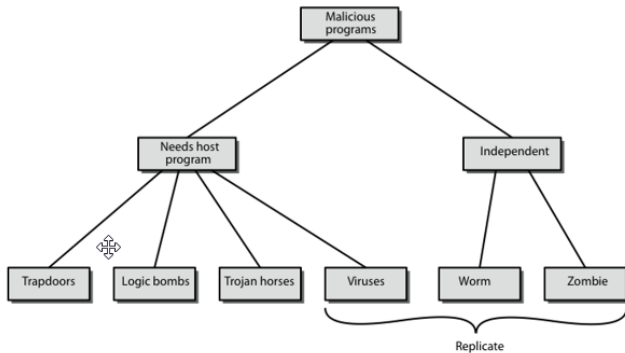 Malicious
programs
Needs host
program
Independent
Trapdoors
Logic bombs
Trojan horses
Viruses
Worm
Zombie
Replicate